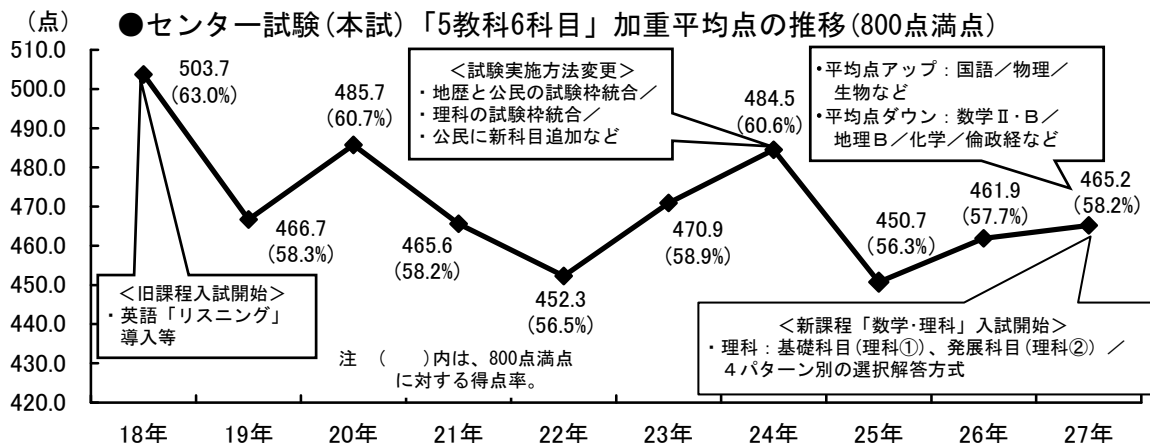 (点)
●センター試験(本試)「5教科6科目」加重平均点の推移(800点満点)
510.0
500.0
490.0
480.0
470.0
460.0
450.0
440.0
430.0
420.0
503.7
(63.0%)
466.7
(58.3%)
485.7
(60.7%)
465.6
(58.2%)
452.3
(56.5%)
470.9
(58.9%)
484.5
(60.6%)
450.7
(56.3%)
461.9
(57.7%)
465.2
(58.2%)
＜旧課程入試開始＞
・英語「リスニング」
導入等
＜試験実施方法変更＞
・地歴と公民の試験枠統合／
・理科の試験枠統合／
・公民に新科目追加など
•平均点アップ：国語／物理／
生物など
•平均点ダウン：数学Ⅱ・B／
地理B／化学／倫政経など
＜新課程「数学・理科」入試開始＞
・理科：基礎科目(理科①)、発展科目(理科②) ／
４パターン別の選択解答方式
注 (　　)内は、800点満点
に対する得点率。
18年 19年 20年 21年 22年 23年 24年 25年 26年 27年